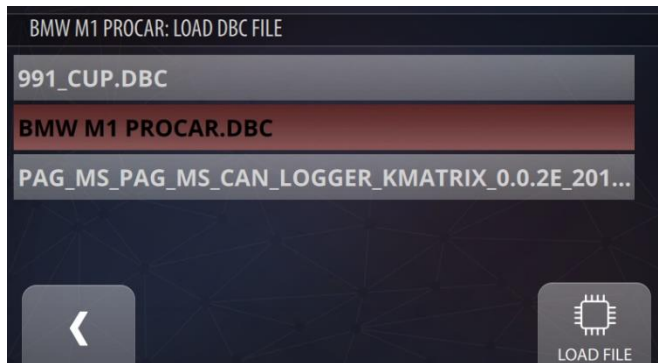 BMW M1 PROCAR: LOAD DBC FILE
991_CUP.DBC
BMW M1 PROCAR.DBC
PAG_MS_PAG_MS_CAN_LOGGER_KMATRIX_0.0.2E_201...
LOAD FILE